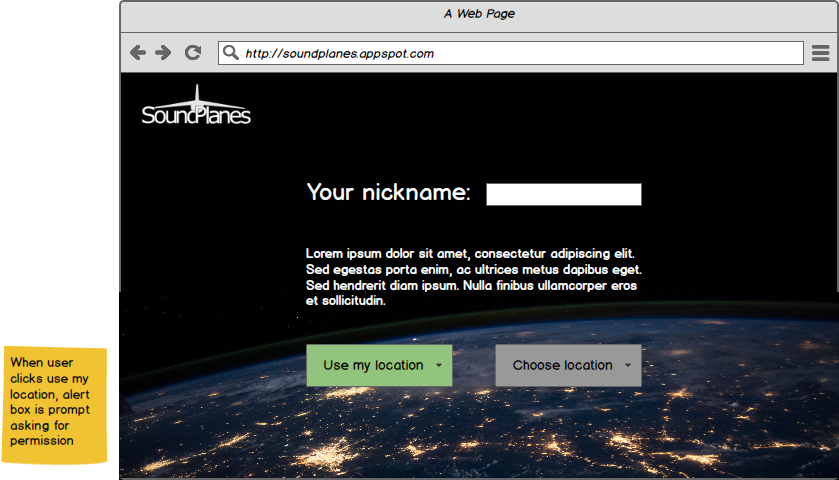 A Web Page
http://soundplanes.appspot.com
SoundPlanes
Your nickname:
Lorem ipsum dolor sit amet, consectetur adipiscing elit.
Sed egestas porta enim, ac ultrices metus dapibus eget.
Sed hendrerit diam ipsum. Nulla finibus ullamcorper eros
et sollicitudin.
Use my location
Choose location
When user
clicks use my
location, alert
box is prompt
asking for
permission